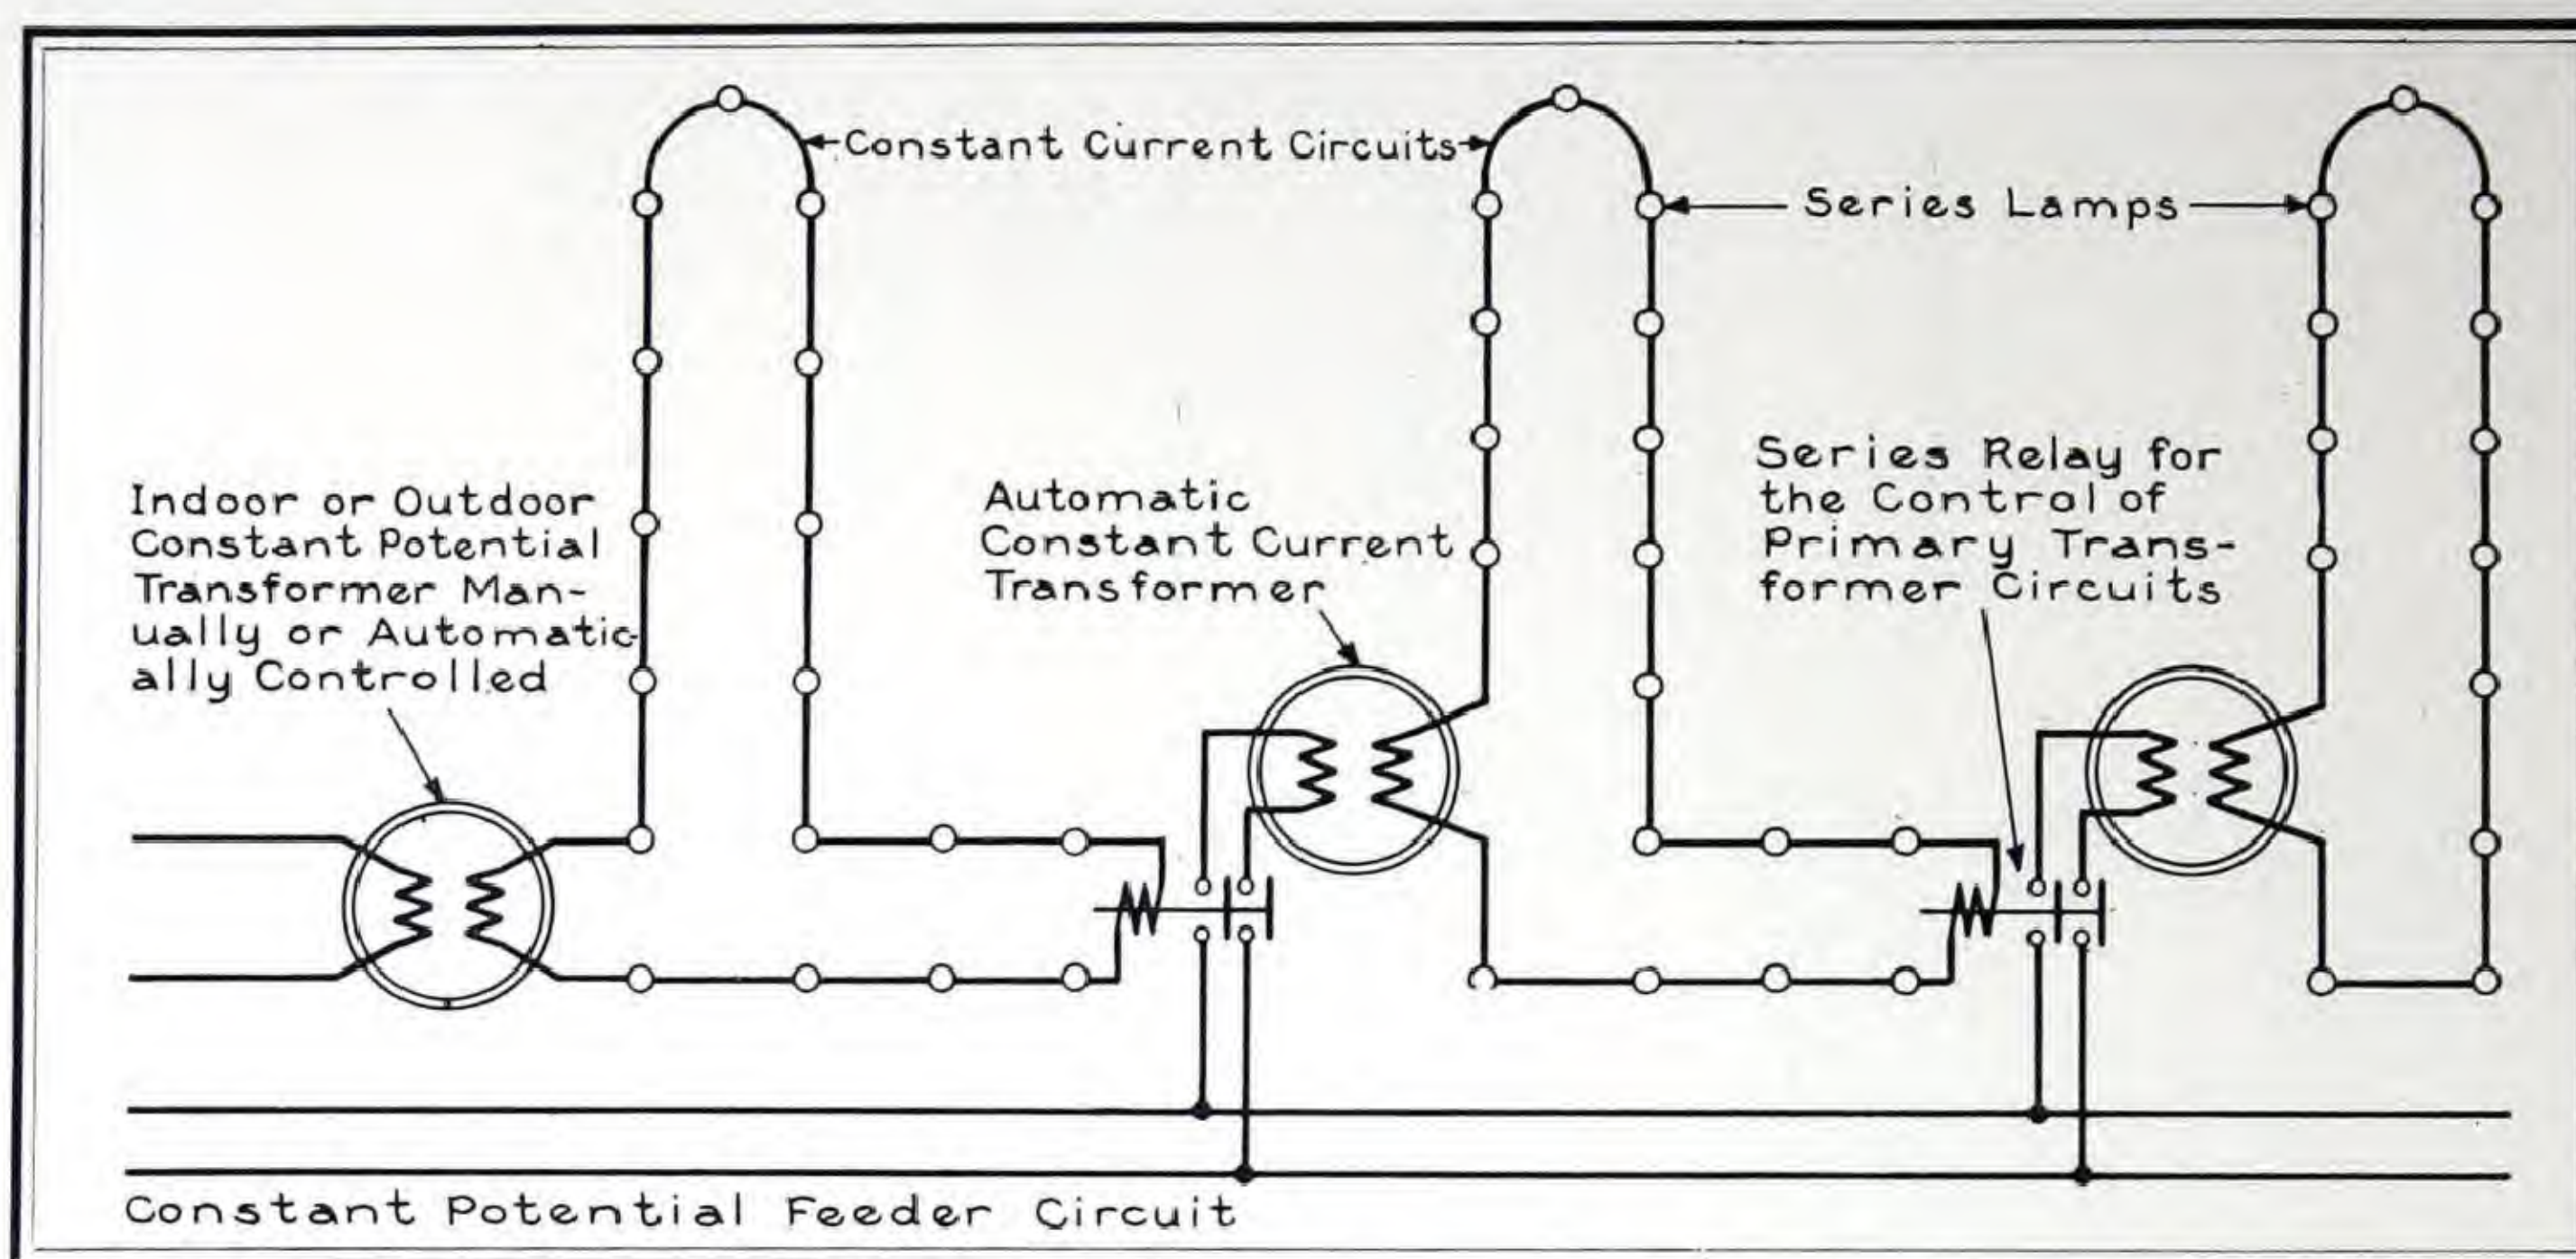 Constant Current Circuits
Series Lamps
Indoor or Outdoor
Constant Potential
Transformer Man-
ually or Automatic-
ally Controlled
Automatic
Constant Current
Transformer
Series Relay for
the Control of
Primary Trans-
former Circuits
Constant Potential Feeder Circuit